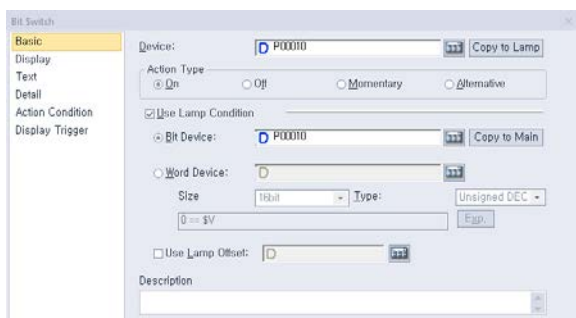 Bit Switch
Basic
Display
Text
Detail
Action Condition
Display Trigger
Device: D P00010 Copy to Lamp
Action Type
On Off Momentary Alternative
Use Lamp Condition
Bit Device: D P00010 Copy to Main
Word Device: D
Size 16bit Type: Unsigned DEC
0 == $V Exp.
Use Lamp Offset: D
Description